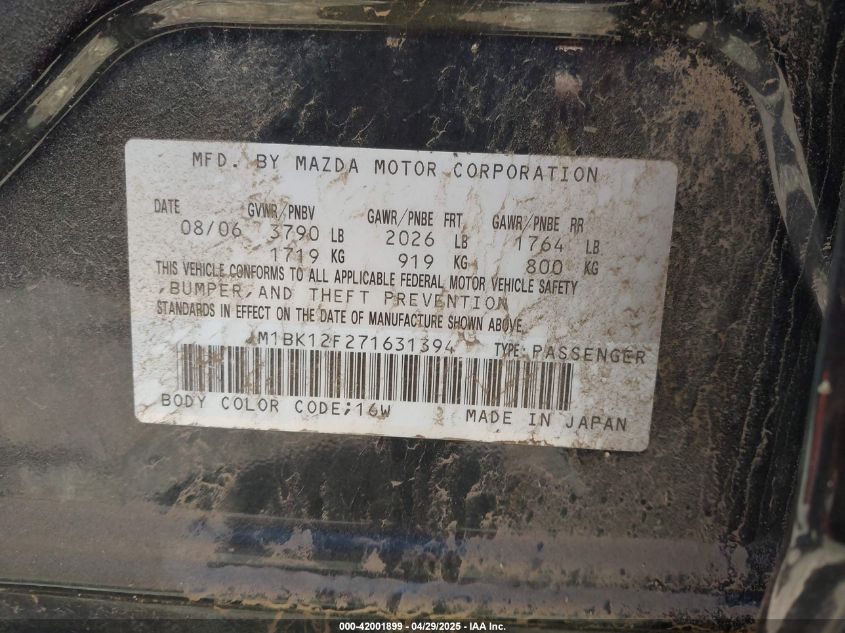 MFD. BY MAZDA MOTOR CORPORATION
DATE GVWR/PNBV GAWR/PNBE FRT GAWR/PNBE RR
08/06 3790 LB 2026 LB 1764 LB
1719 KG 919 KG 800 KG
THIS VEHICLE CONFORMS TO ALL APPLICABLE FEDERAL MOTOR VEHICLE SAFETY
,BUMPER,AND THEFT PREVENTION
STANDARDS IN EFFECT ON THE DATE OF MANUFACTURE SHOWN ABOVE.
JM1BK12F271631394 TYPE:PASSENGER
BODY COLOR CODE;16W 2 MADE IN JAPAN
000-42001899 - 04/29/2025 - IAA Inc.